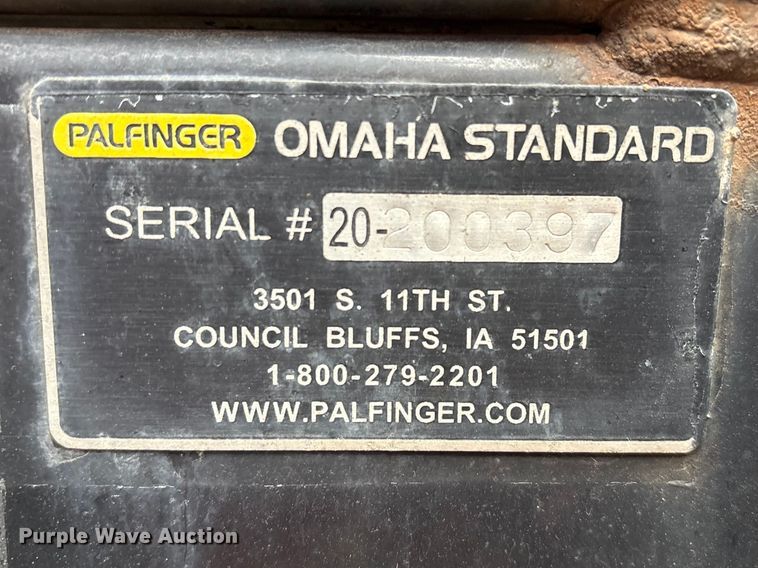 PALFINGER OMAHA STANDARD
SERIAL # 20-200397
3501 S. 11TH ST.
COUNCIL BLUFFS, IA 51501
1-800-279-2201
WWW.PALFINGER.COM
Purple Wave Auction